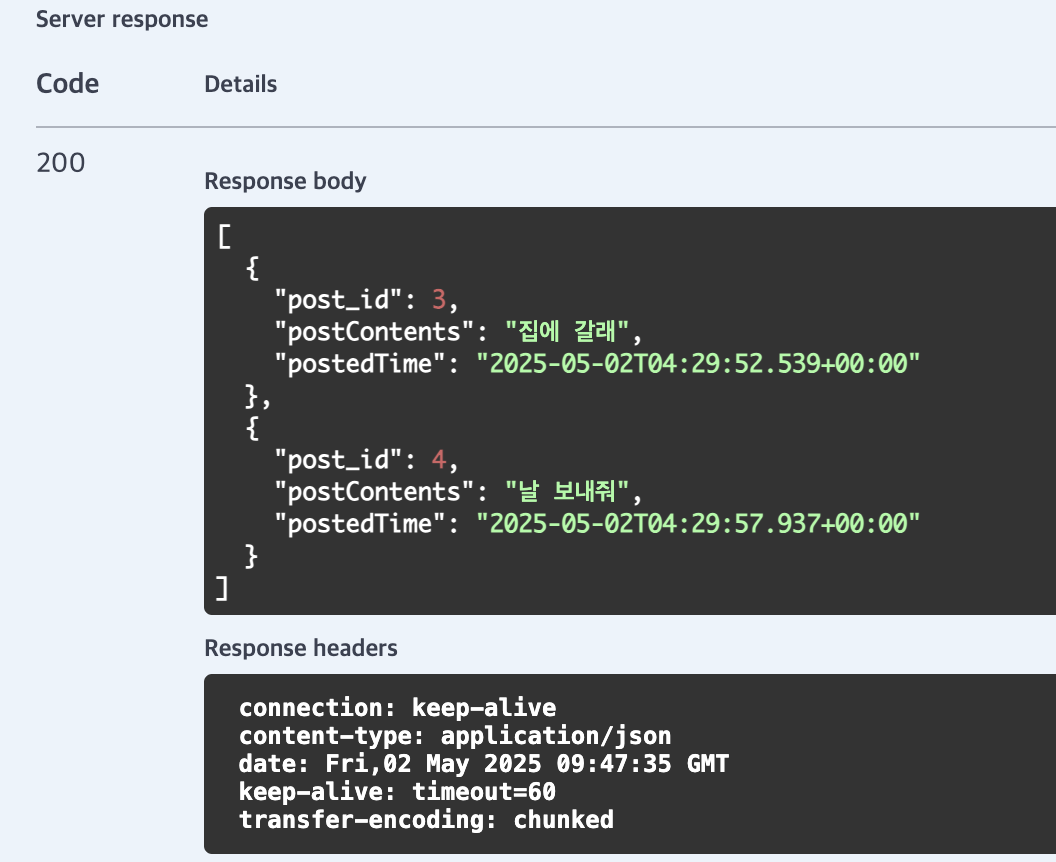 Server response
Code Details
200
Response body
[
  {
    "post_id": 3,
    "postContents": "집에 갈래",
    "postedTime": "2025-05-02T04:29:52.539+00:00"
  },
  {
    "post_id": 4,
    "postContents": "날 보내줘",
    "postedTime": "2025-05-02T04:29:57.937+00:00"
  }
]
Response headers
connection: keep-alive
content-type: application/json
date: Fri,02 May 2025 09:47:35 GMT
keep-alive: timeout=60
transfer-encoding: chunked